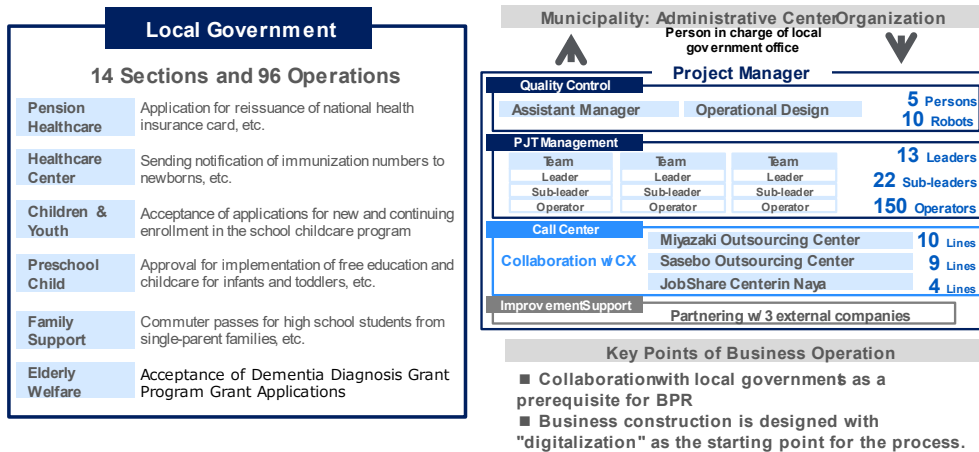 Local Government
14 Sections and 96 Operations
Pension
Healthcare
Application for reissuance of national health
insurance card, etc.
Healthcare
Center
Sending notification of immunization numbers to
newborns, etc.
Children &
Youth
Acceptance of applications for new and continuing
enrollment in the school childcare program
Preschool
Child
Approval for implementation of free education and
childcare for infants and toddlers, etc.
Family
Support
Commuter passes for high school students from
single-parent families, etc.
Elderly
Welfare
Acceptance of Dementia Diagnosis Grant
Program Grant Applications
Municipality: Administrative CenterOrganization
Person in charge of local
government office
Project Manager
Quality Control
Assistant Manager
Operational Design
5 Persons
10 Robots
PJT Management
Team
Leader
Sub-leader
Operator
Team
Leader
Sub-leader
Operator
Team
Leader
Sub-leader
Operator
13 Leaders
22 Sub-leaders
150 Operators
Call Center
Collaboration w/ CX
Miyazaki Outsourcing Center
10 Lines
Sasebo Outsourcing Center
9 Lines
JobShare Centerin Naya
4 Lines
ImprovementSupport
Partnering w/ 3 external companies
Key Points of Business Operation
■ Collaborationwith local governments as a
prerequisite for BPR
■ Business construction is designed with
"digitalization" as the starting point for the process.